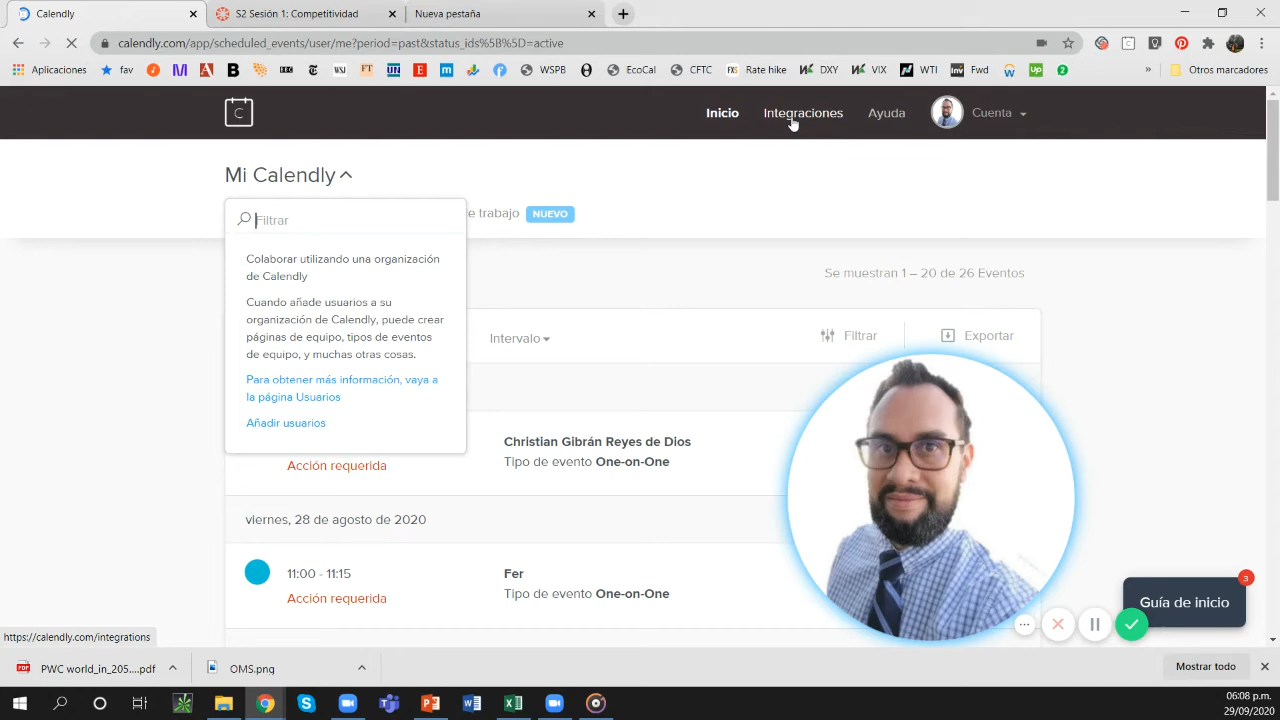 Calendly
S2 Sesión 1: Competitividad
Nueva pestaña
calendly.com/app/scheduled_events/user/me?period=past&status_ids%5B%5D=active
Aplicaciones fav BBC WSJ FT WSPB EcoCal CFTC Rate hike DXY VIX WTI Fwd Otros marcadores
C Inicio Integraciones Ayuda Cuenta
Mi Calendly
Filtrar
e trabajo NUEVO
Colaborar utilizando una organización
de Calendly
Se muestran 1 – 20 de 26 Eventos
Cuando añade usuarios a su
organización de Calendly, puede crear
páginas de equipo, tipos de eventos
de equipo, y muchas otras cosas.
Intervalo Filtrar Exportar
Para obtener más información, vaya a
la página Usuarios
Añadir usuarios
Christian Gibrán Reyes de Dios
Acción requerida Tipo de evento One-on-One
viernes, 28 de agosto de 2020
11:00 - 11:15 Fer
Acción requerida Tipo de evento One-on-One
3
Guía de inicio
https://calendly.com/integrations
PWC world_in_205....pdf OMS.png Mostrar todo
06:08 p.m.
29/09/2020